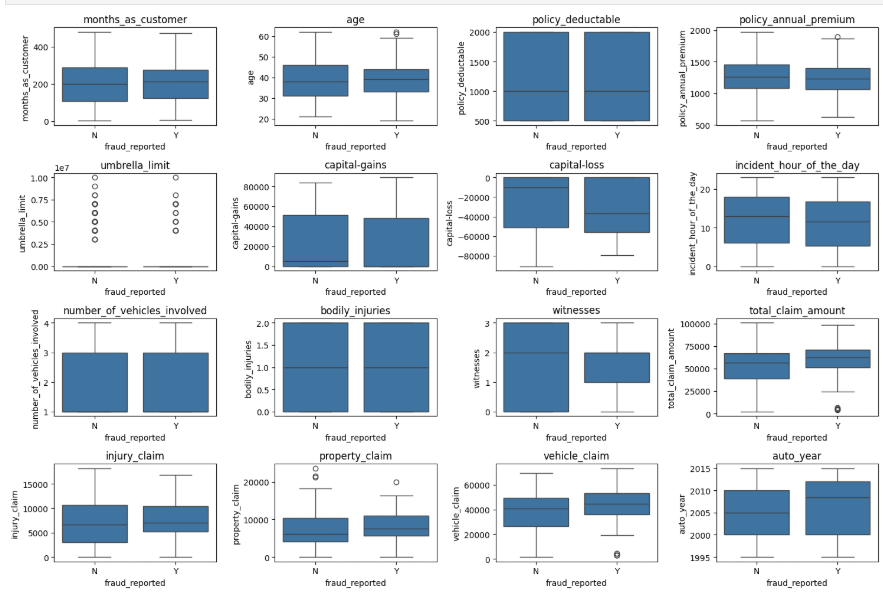 months_as_customer
months_as_customer
400
200
0
N
Y
fraud_reported
age
age
60
50
40
30
20
N
Y
fraud_reported
policy_deductable
policy_deductable
2000
1500
1000
500
N
Y
fraud_reported
policy_annual_premium
policy_annual_premium
2000
1500
1000
500
N
Y
fraud_reported
umbrella_limit
1e7
umbrella_limit
1.00
0.75
0.50
0.25
0.00
N
Y
fraud_reported
capital-gains
capital-gains
80000
60000
40000
20000
0
N
Y
fraud_reported
capital-loss
capital-loss
0
−20000
−40000
−60000
−80000
N
Y
fraud_reported
incident_hour_of_the_day
incident_hour_of_the_day
20
10
0
N
Y
fraud_reported
number_of_vehicles_involved
number_of_vehicles_involved
4
3
2
1
N
Y
fraud_reported
bodily_injuries
bodily_injuries
2.0
1.5
1.0
0.5
0.0
N
Y
fraud_reported
witnesses
witnesses
3
2
1
0
N
Y
fraud_reported
total_claim_amount
total_claim_amount
100000
75000
50000
25000
0
N
Y
fraud_reported
injury_claim
injury_claim
15000
10000
5000
0
N
Y
fraud_reported
property_claim
property_claim
20000
10000
0
N
Y
fraud_reported
vehicle_claim
vehicle_claim
60000
40000
20000
0
N
Y
fraud_reported
auto_year
auto_year
2015
2010
2005
2000
1995
N
Y
fraud_reported